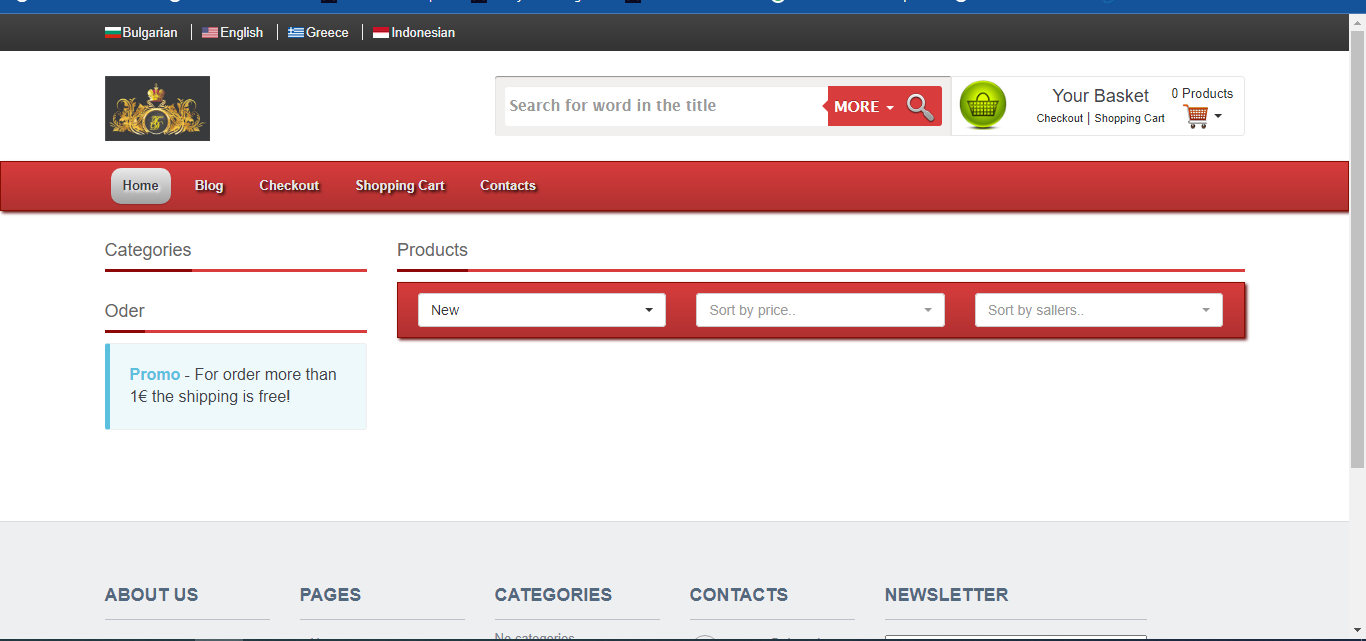 Bulgarian English Greece Indonesian
Search for word in the title MORE
Your Basket 0 Products
Checkout | Shopping Cart
Home Blog Checkout Shopping Cart Contacts
Categories
Oder
Promo - For order more than
1€ the shipping is free!
Products
New Sort by price.. Sort by sallers..
ABOUT US PAGES CATEGORIES CONTACTS NEWSLETTER
No categories